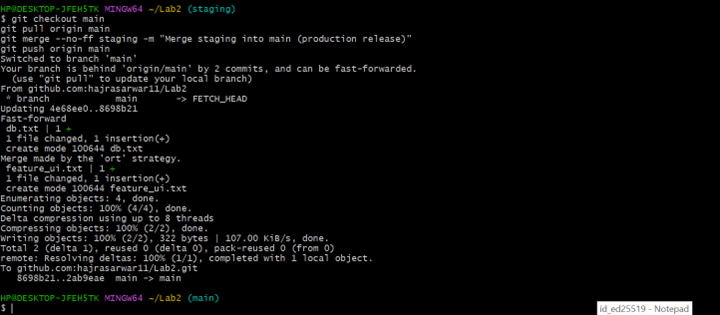 HP@DESKTOP-JFEH5TK MINGW64 ~/Lab2 (staging)
$ git checkout main
git pull origin main
git merge --no-ff staging -m "Merge staging into main (production release)"
git push origin main
Switched to branch 'main'
Your branch is behind 'origin/main' by 2 commits, and can be fast-forwarded.
  (use "git pull" to update your local branch)
From github.com:hajrasarwar11/Lab2
 * branch            main       -> FETCH_HEAD
Updating 4e68ee0..8698b21
Fast-forward
 db.txt | 1 +
 1 file changed, 1 insertion(+)
 create mode 100644 db.txt
Merge made by the 'ort' strategy.
 feature_ui.txt | 1 +
 1 file changed, 1 insertion(+)
 create mode 100644 feature_ui.txt
Enumerating objects: 4, done.
Counting objects: 100% (4/4), done.
Delta compression using up to 8 threads
Compressing objects: 100% (2/2), done.
Writing objects: 100% (2/2), 322 bytes | 107.00 KiB/s, done.
Total 2 (delta 1), reused 0 (delta 0), pack-reused 0 (from 0)
remote: Resolving deltas: 100% (1/1), completed with 1 local object.
To github.com:hajrasarwar11/Lab2.git
   8698b21..2ab9eae  main -> main
HP@DESKTOP-JFEH5TK MINGW64 ~/Lab2 (main)
$
id_ed25519 - Notepad